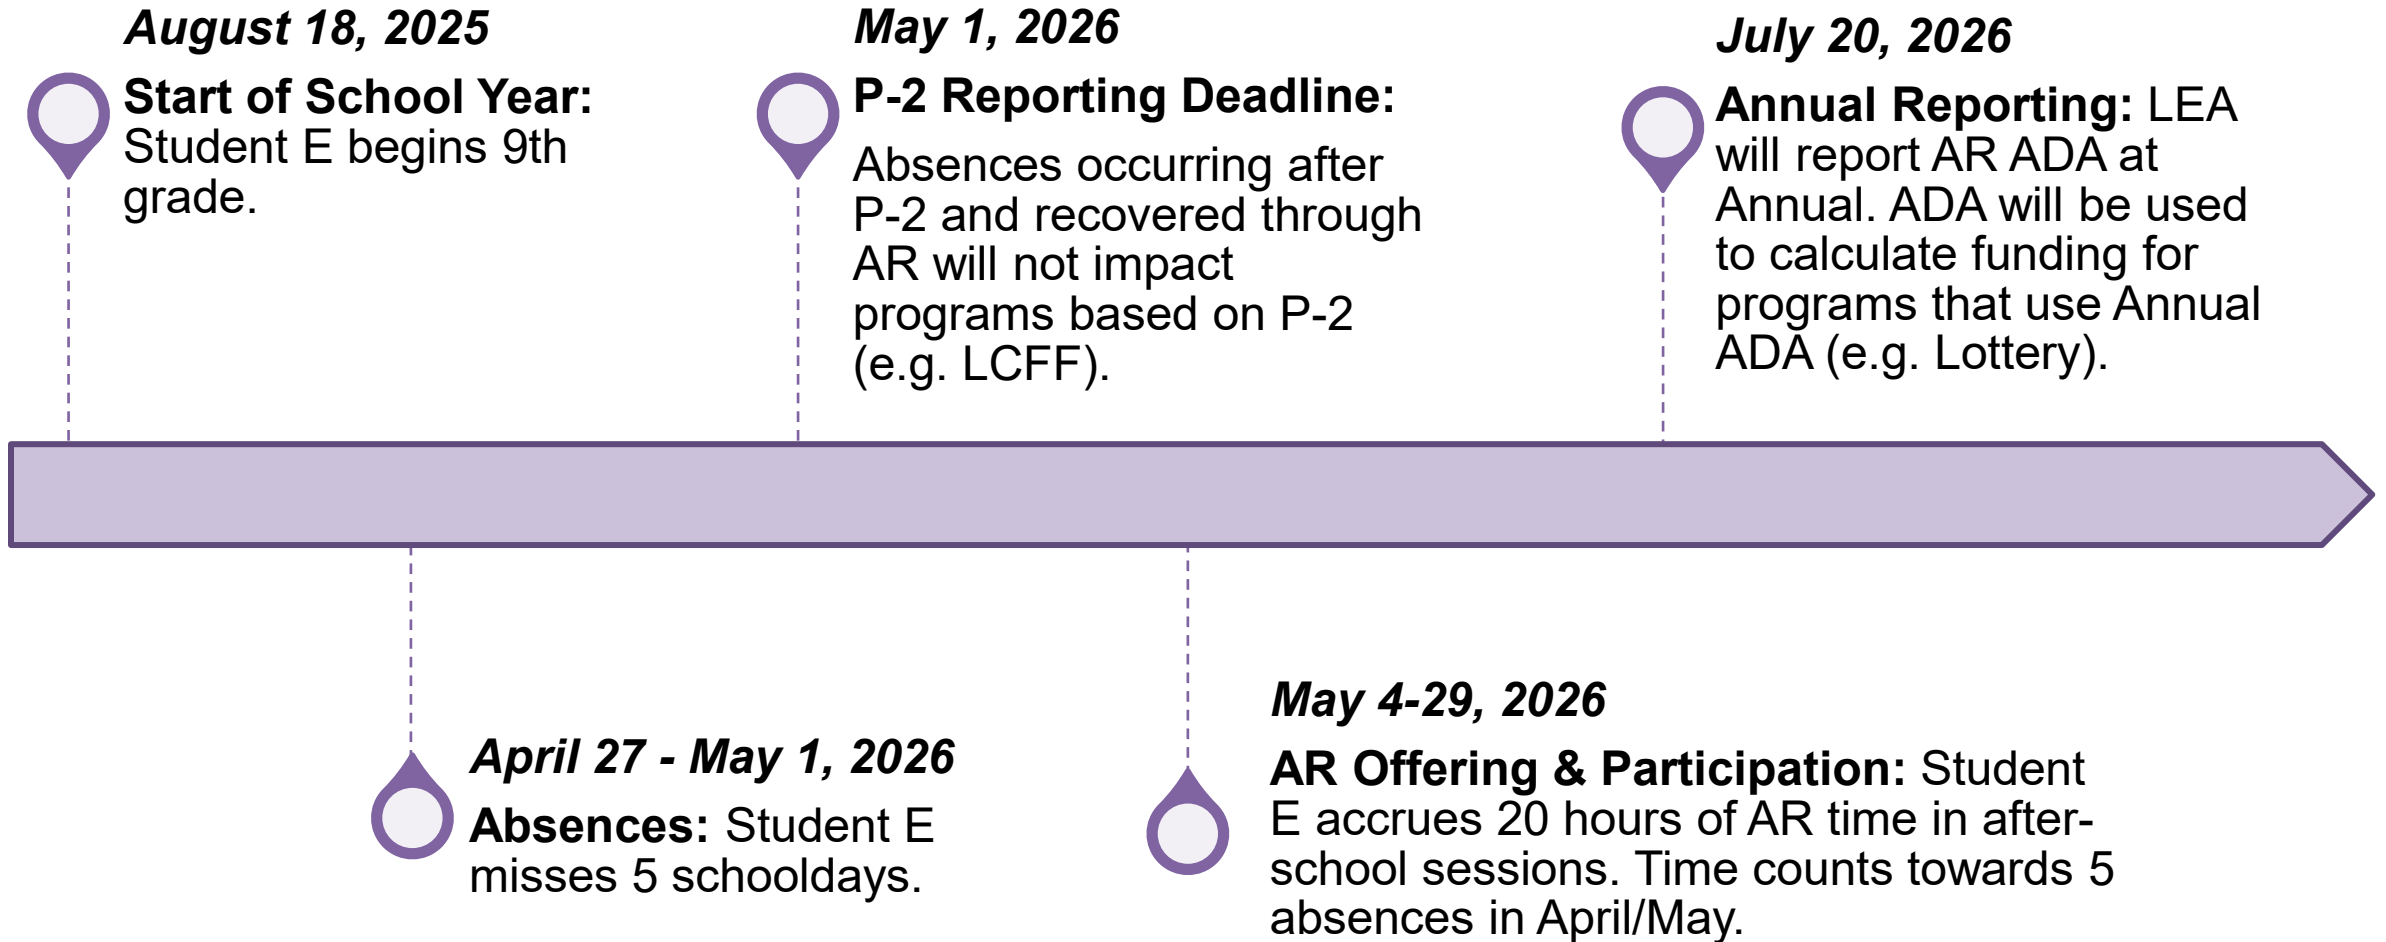 August 18, 2025
Start of School Year:
Student E begins 9th
grade.
May 1, 2026
P-2 Reporting Deadline:
Absences occurring after
P-2 and recovered through
AR will not impact
programs based on P-2
(e.g. LCFF).
July 20, 2026
Annual Reporting: LEA
will report AR ADA at
Annual. ADA will be used
to calculate funding for
programs that use Annual
ADA (e.g. Lottery).
April 27 - May 1, 2026
Absences: Student E
misses 5 schooldays.
May 4-29, 2026
AR Offering & Participation: Student
E accrues 20 hours of AR time in after-
school sessions. Time counts towards 5
absences in April/May.